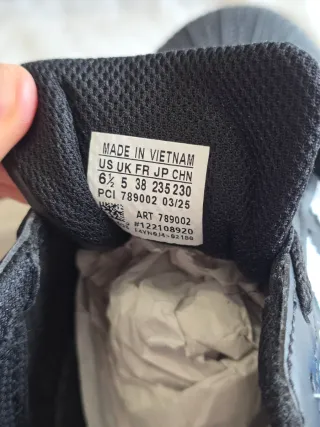 MADE IN VIETNAM
US UK FR JP CHN
6½ 5 38 235 230
PCI 789002 03/25
ART 789002
#122108920